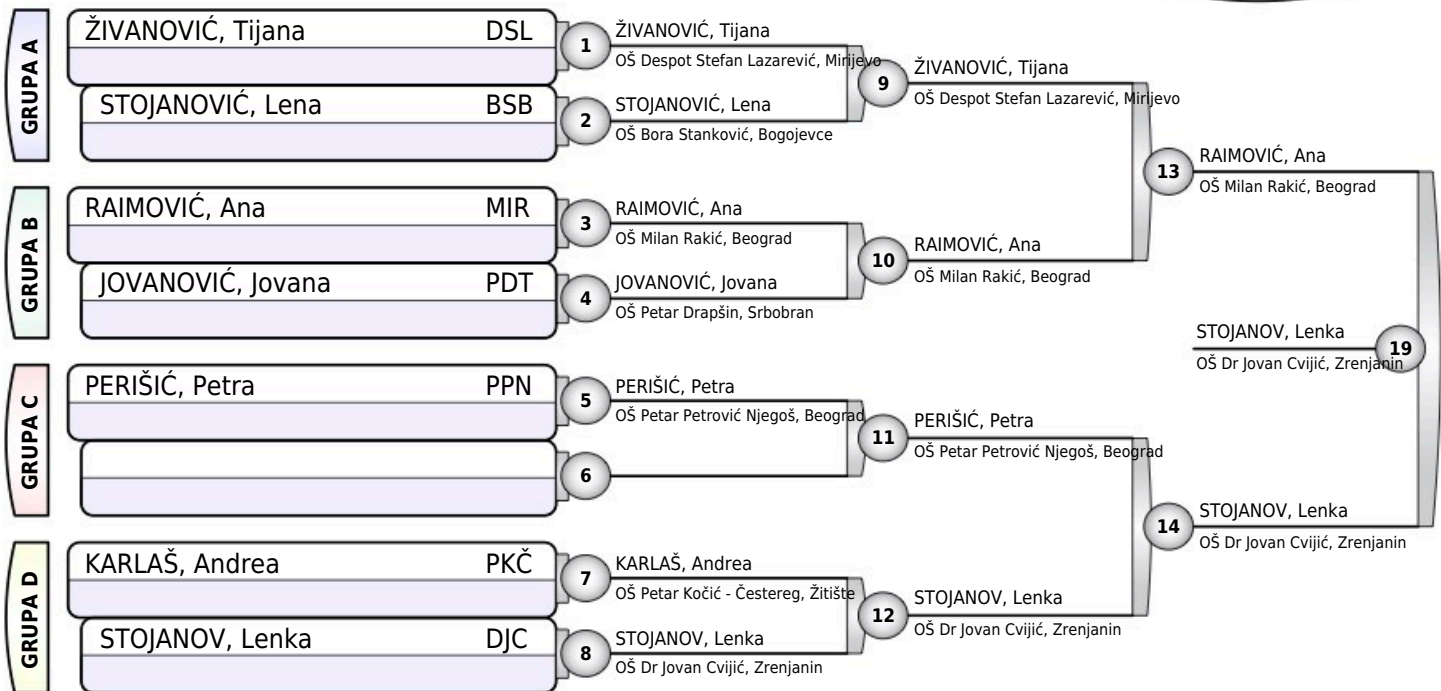 GRUPA A
ŽIVANOVIĆ, Tijana DSL
STOJANOVIĆ, Lena BSB
GRUPA B
RAIMOVIĆ, Ana MIR
JOVANOVIĆ, Jovana PDT
GRUPA C
PERIŠIĆ, Petra PPN
GRUPA D
KARLAŠ, Andrea PKČ
STOJANOV, Lenka DJC
1
ŽIVANOVIĆ, Tijana
OŠ Despot Stefan Lazarević, Mirijevo
2
STOJANOVIĆ, Lena
OŠ Bora Stanković, Bogojevce
3
RAIMOVIĆ, Ana
OŠ Milan Rakić, Beograd
4
JOVANOVIĆ, Jovana
OŠ Petar Drapšin, Srbobran
5
PERIŠIĆ, Petra
OŠ Petar Petrović Njegoš, Beograd
6
7
KARLAŠ, Andrea
OŠ Petar Kočić - Čestereg, Žitište
8
STOJANOV, Lenka
OŠ Dr Jovan Cvijić, Zrenjanin
9
ŽIVANOVIĆ, Tijana
OŠ Despot Stefan Lazarević, Mirijevo
10
RAIMOVIĆ, Ana
OŠ Milan Rakić, Beograd
11
PERIŠIĆ, Petra
OŠ Petar Petrović Njegoš, Beograd
12
STOJANOV, Lenka
OŠ Dr Jovan Cvijić, Zrenjanin
13
RAIMOVIĆ, Ana
OŠ Milan Rakić, Beograd
14
STOJANOV, Lenka
OŠ Dr Jovan Cvijić, Zrenjanin
STOJANOV, Lenka
OŠ Dr Jovan Cvijić, Zrenjanin
19